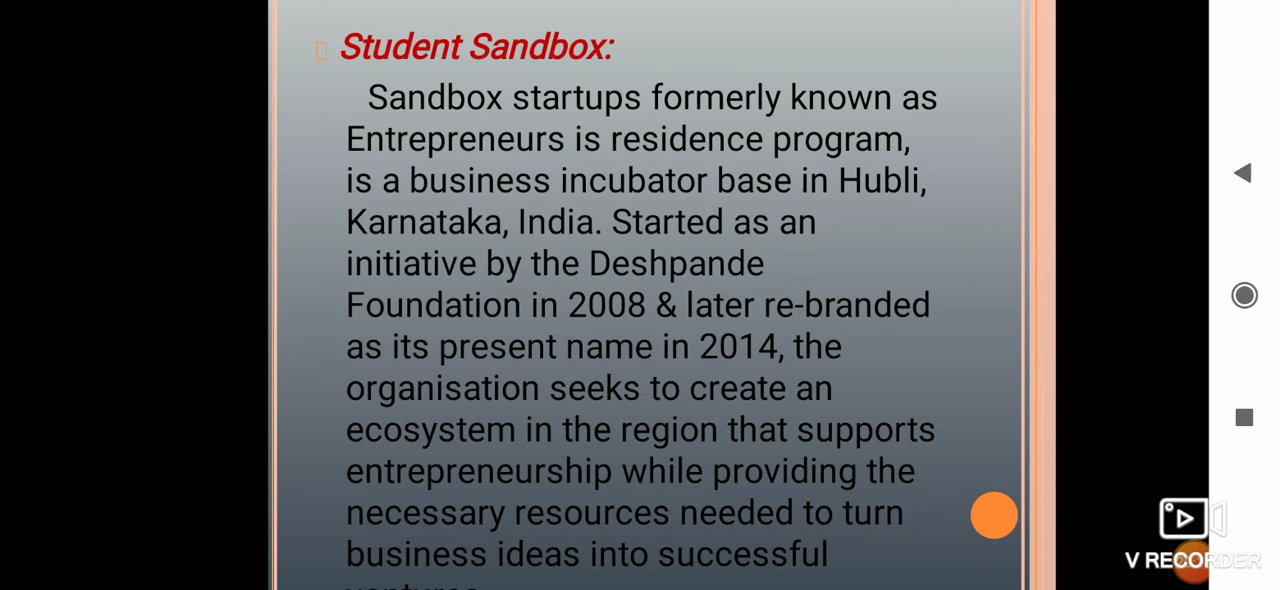 Student Sandbox:
Sandbox startups formerly known as
Entrepreneurs is residence program,
is a business incubator base in Hubli,
Karnataka, India. Started as an
initiative by the Deshpande
Foundation in 2008 & later re-branded
as its present name in 2014, the
organisation seeks to create an
ecosystem in the region that supports
entrepreneurship while providing the
necessary resources needed to turn
business ideas into successful
V RECORDER